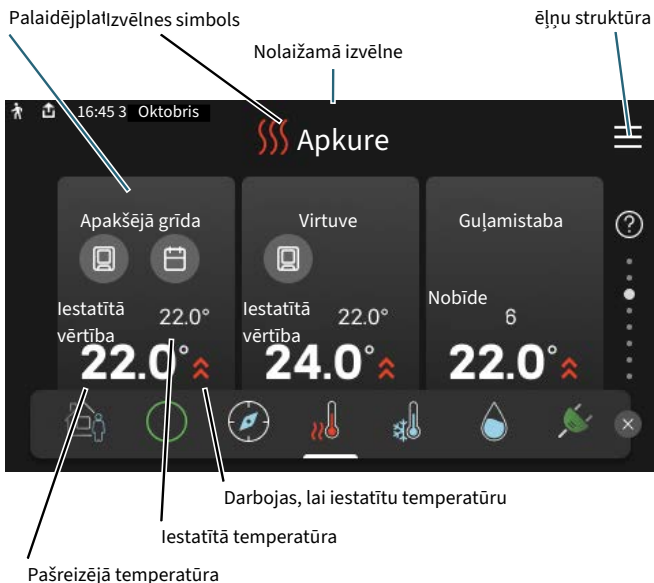 Palaidējplat Izvēlnes simbols
ēļņu struktūra
Nolaižamā izvēlne
16:45 3 Oktobris
Apkure
Apakšējā grīda
Virtuve
Guļamistaba
?
Iestatītā vērtība 22.0°
Iestatītā vērtība 22.0°
Nobīde 6
22.0°
24.0°
22.0°
Darbojas, lai iestatītu temperatūru
Iestatītā temperatūra
Pašreizējā temperatūra